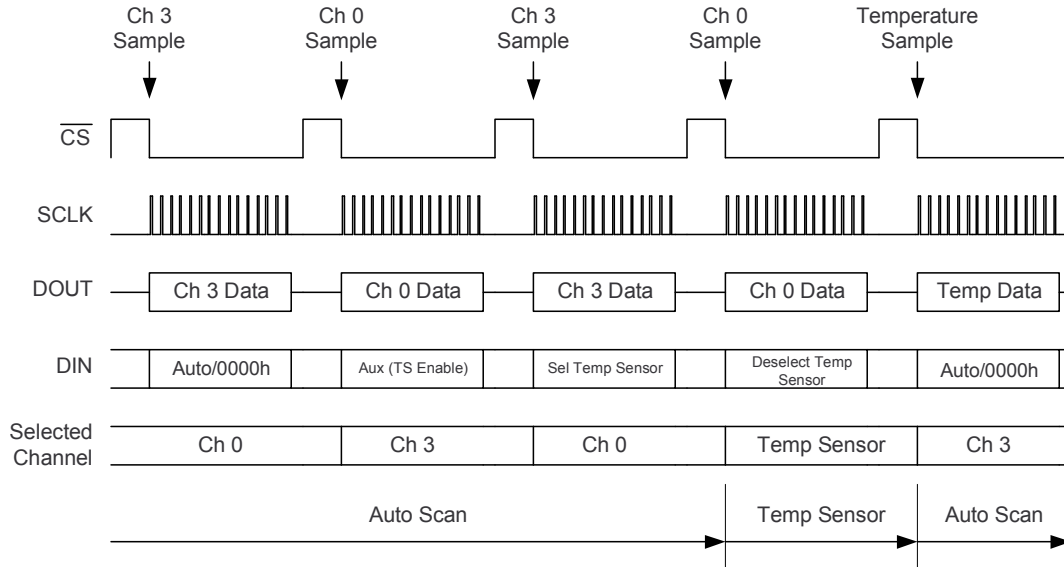 Ch 3
Sample
Ch 0
Sample
Ch 3
Sample
Ch 0
Sample
Temperature
Sample
CS
SCLK
DOUT
Ch 3 Data
Ch 0 Data
Ch 3 Data
Ch 0 Data
Temp Data
DIN
Auto/0000h
Aux (TS Enable)
Sel Temp Sensor
Deselect Temp
Sensor
Auto/0000h
Selected
Channel
Ch 0
Ch 3
Ch 0
Temp Sensor
Ch 3
Auto Scan
Temp Sensor
Auto Scan